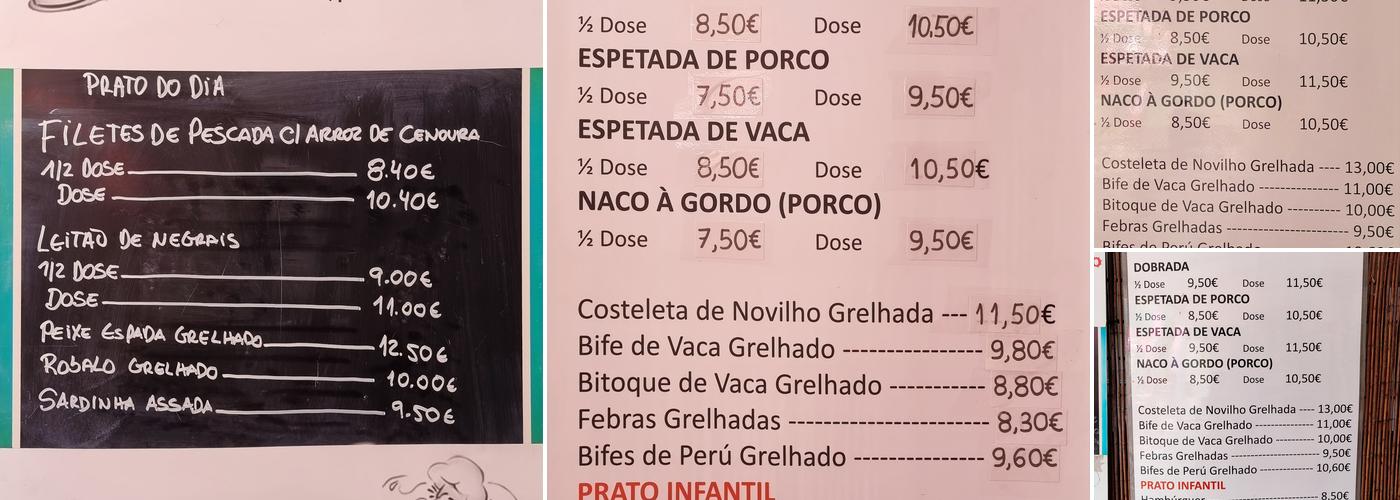 PRATO DO DIA
FILETES DE PESCADA C/ ARROZ DE CENOURA
1/2 DOSE 8.40€
DOSE 10.40€
LEITÃO DE NEGRAIS
1/2 DOSE 9.00€
DOSE 11.00€
PEIXE ESPADA GRELHADO 12.50€
ROBALO GRELHADO 10.00€
SARDINHA ASSADA 9.50€
½ Dose 8,50€ Dose 10,50€
ESPETADA DE PORCO
½ Dose 7,50€ Dose 9,50€
ESPETADA DE VACA
½ Dose 8,50€ Dose 10,50€
NACO À GORDO (PORCO)
½ Dose 7,50€ Dose 9,50€
Costeleta de Novilho Grelhada --- 11,50€
Bife de Vaca Grelhado ----------------- 9,80€
Bitoque de Vaca Grelhado ------------ 8,80€
Febras Grelhadas ---------------------- 8,30€
Bifes de Perú Grelhado ---------------- 9,60€
PRATO INFANTIL
ESPETADA DE PORCO
½ Dose 8,50€ Dose 10,50€
ESPETADA DE VACA
½ Dose 9,50€ Dose 11,50€
NACO À GORDO (PORCO)
½ Dose 8,50€ Dose 10,50€
Costeleta de Novilho Grelhada ---- 13,00€
Bife de Vaca Grelhado --------------- 11,00€
Bitoque de Vaca Grelhado ---------- 10,00€
Febras Grelhadas -------------------- 9,50€
Bifes de Perú Grelhado
DOBRADA
½ Dose 9,50€ Dose 11,50€
ESPETADA DE PORCO
½ Dose 8,50€ Dose 10,50€
ESPETADA DE VACA
½ Dose 9,50€ Dose 11,50€
NACO À GORDO (PORCO)
½ Dose 8,50€ Dose 10,50€
Costeleta de Novilho Grelhada ---- 13,00€
Bife de Vaca Grelhado --------------- 11,00€
Bitoque de Vaca Grelhado ---------- 10,00€
Febras Grelhadas -------------------- 9,50€
Bifes de Perú Grelhado -------------- 10,60€
PRATO INFANTIL
Hambúrguer 8,50€